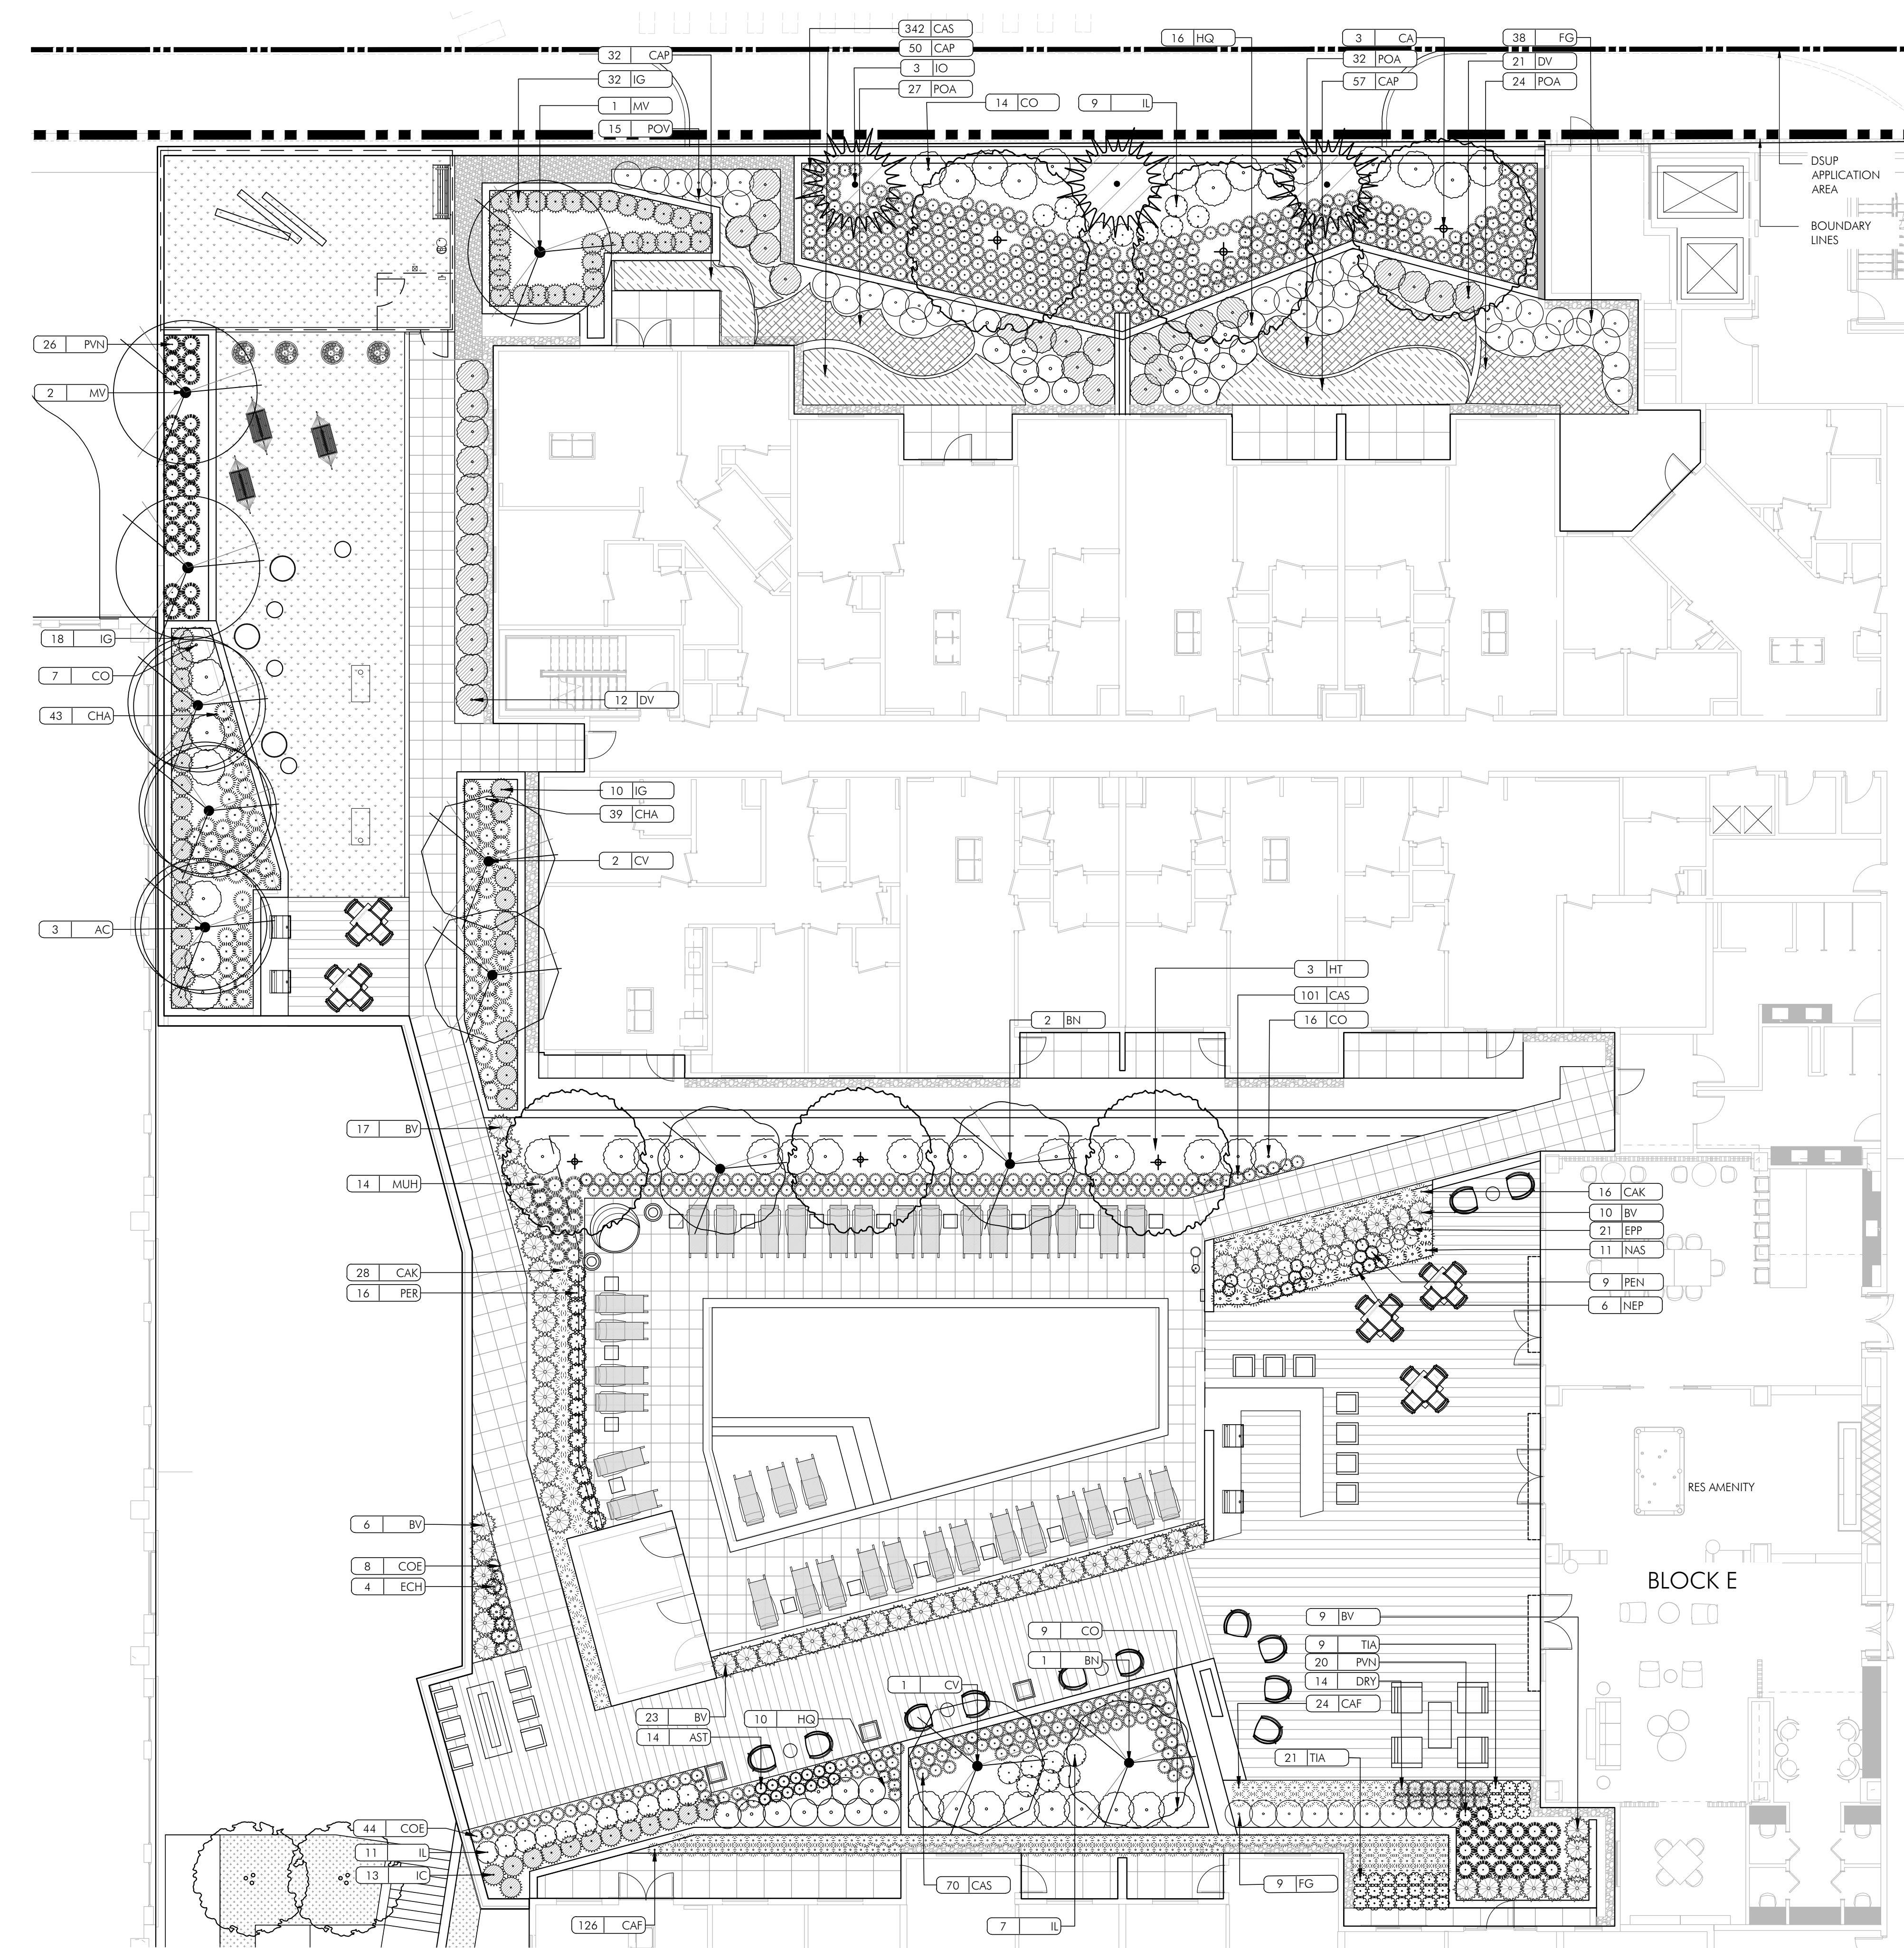 342 CAS
50 CAP
3 IO
27 POA
16 HQ
3 CA
32 POA
57 CAP
38 FG
21 DV
24 POA
32 CAP
32 IG
1 MV
15 POV
14 CO
9 IL
DSUP
APPLICATION
AREA
BOUNDARY
LINES
26 PVN
2 MV
18 IG
7 CO
43 CHA
12 DV
10 IG
39 CHA
2 CV
3 AC
3 HT
101 CAS
16 CO
2 BN
17 BV
14 MUH
28 CAK
16 PER
16 CAK
10 BV
21 EPP
11 NAS
9 PEN
6 NEP
RES AMENITY
6 BV
8 COE
4 ECH
BLOCK E
9 BV
9 TIA
20 PVN
14 DRY
24 CAF
21 TIA
9 CO
1 BN
1 CV
23 BV
14 AST
10 HQ
44 COE
11 IL
13 IC
70 CAS
9 FG
126 CAF
7 IL